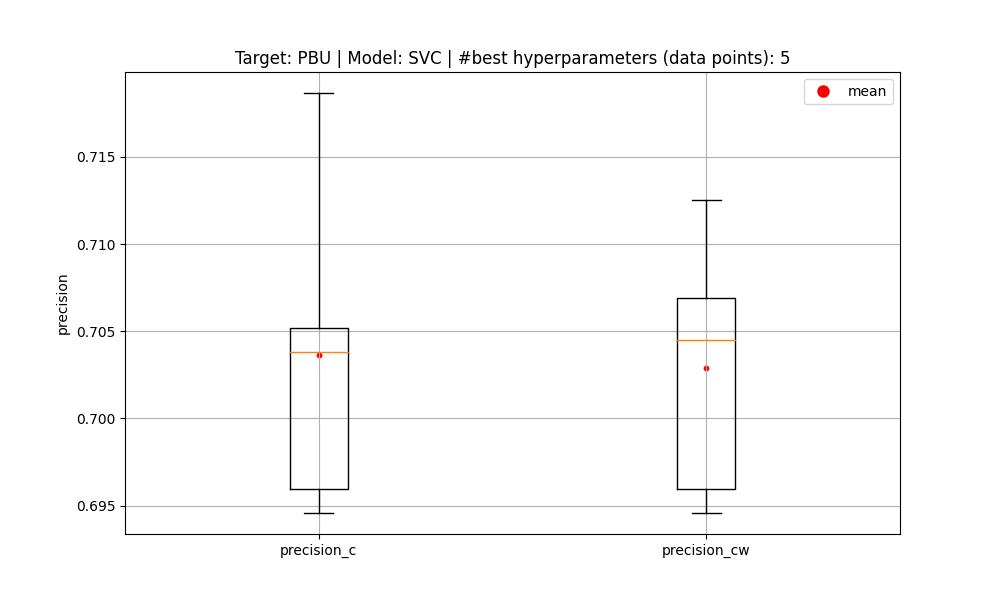 Target: PBU | Model: SVC | #best hyperparameters (data points): 5
mean
0.715
0.710
0.705
0.700
0.695
precision
precision_c
precision_cw